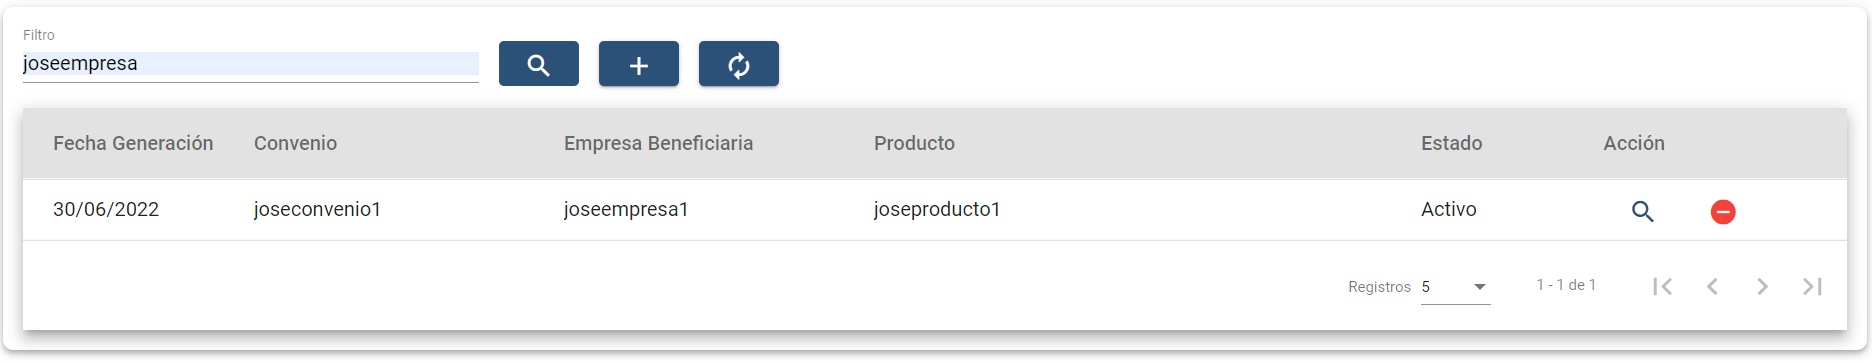 Filtro
joseempresa
Fecha Generación Convenio Empresa Beneficiaria Producto Estado Acción
30/06/2022 joseconvenio1 joseempresa1 joseproducto1 Activo
Registros 5 1 - 1 de 1